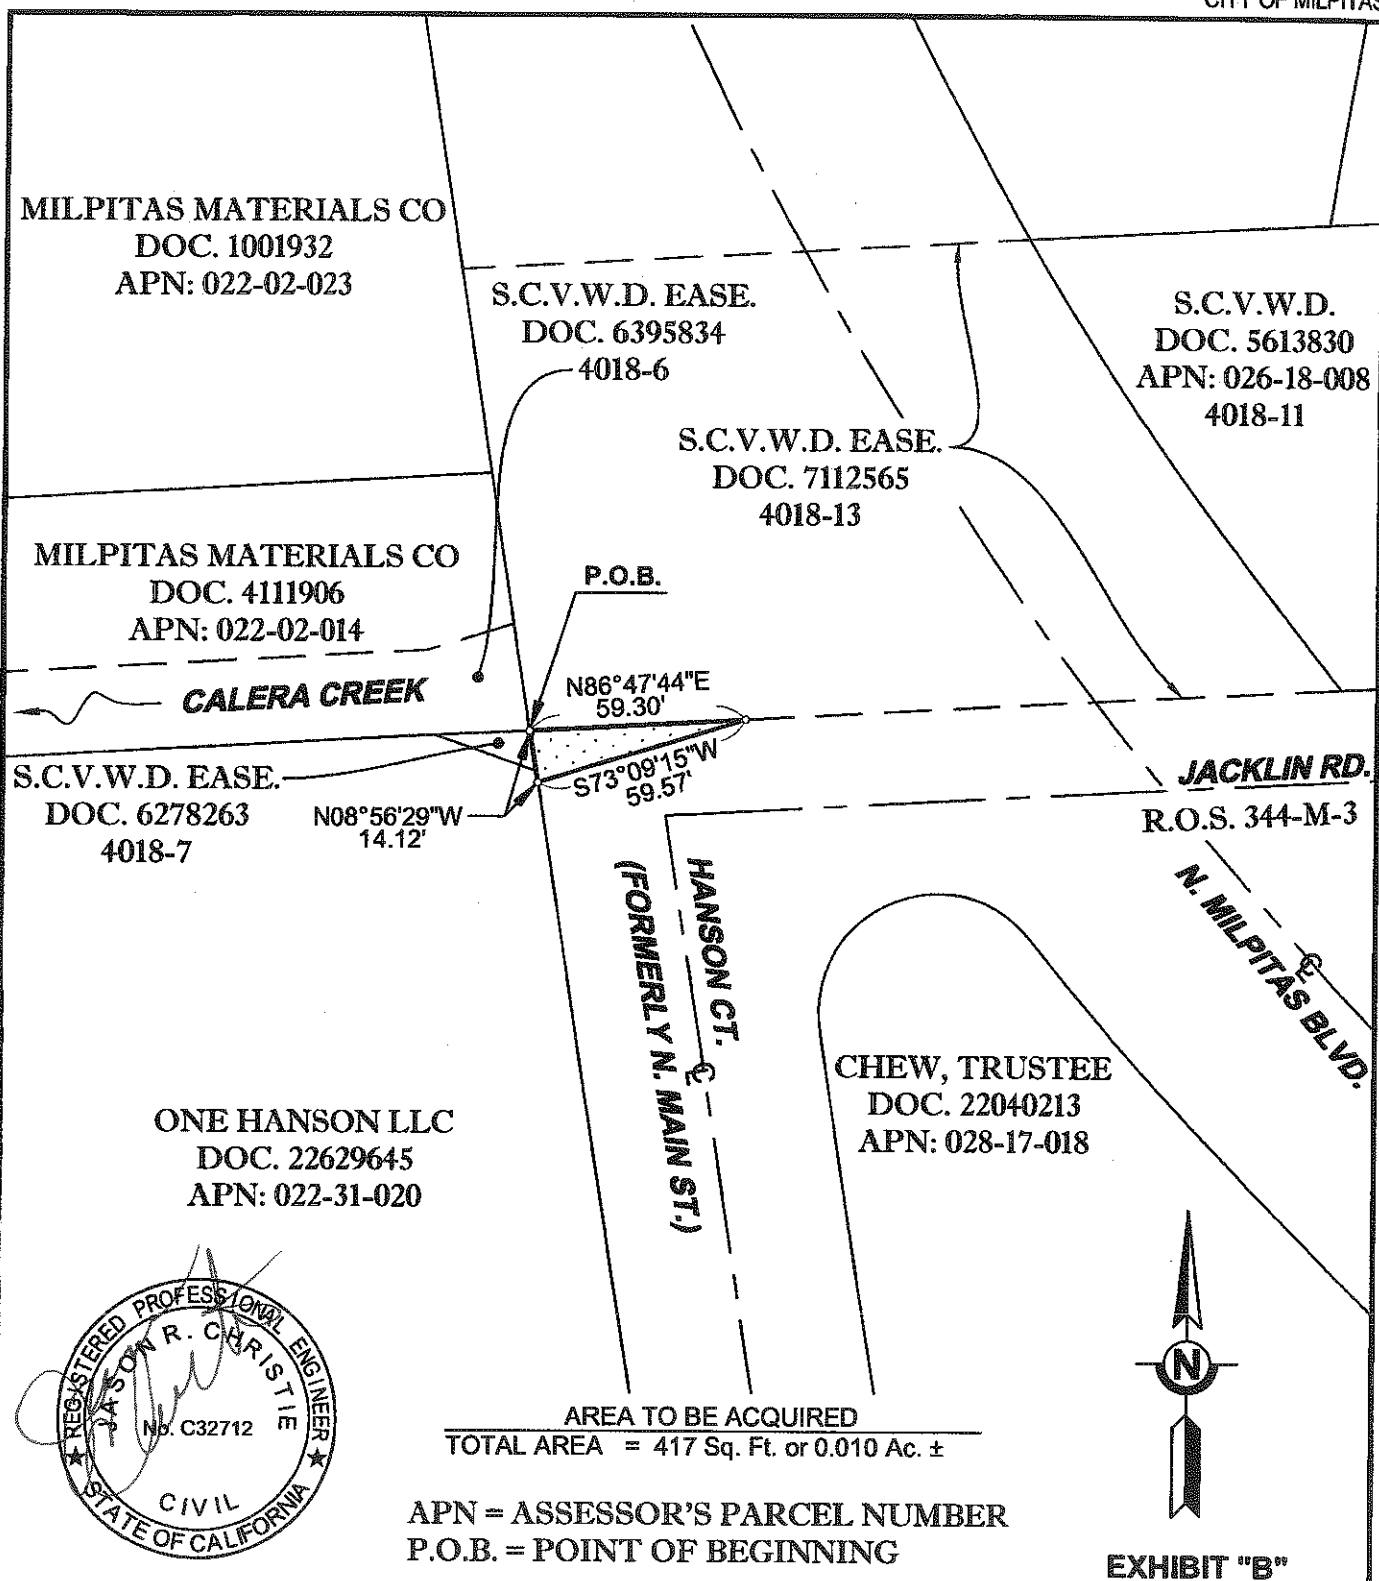 CITY OF MILPITAS
MILPITAS MATERIALS CO
DOC. 1001932
APN: 022-02-023
S.C.V.W.D. EASE.
DOC. 6395834
4018-6
S.C.V.W.D.
DOC. 5613830
APN: 026-18-008
4018-11
S.C.V.W.D. EASE.
DOC. 7112565
4018-13
MILPITAS MATERIALS CO
DOC. 4111906
APN: 022-02-014
P.O.B.
CALERA CREEK
N86°47'44"E
59.30'
S73°09'15"W
59.57'
S.C.V.W.D. EASE.
DOC. 6278263
4018-7
N08°56'29"W
14.12'
JACKLIN RD.
R.O.S. 344-M-3
N. MILPITAS BLVD.
HANSON CT.
(FORMERLY N. MAIN ST.)
CHEW, TRUSTEE
DOC. 22040213
APN: 028-17-018
ONE HANSON LLC
DOC. 22629645
APN: 022-31-020
REGISTERED PROFESSIONAL ENGINEER
JASON R. CHRISTIE
No. C32712
CIVIL
STATE OF CALIFORNIA
AREA TO BE ACQUIRED
TOTAL AREA = 417 Sq. Ft. or 0.010 Ac. ±
APN = ASSESSOR'S PARCEL NUMBER
P.O.B. = POINT OF BEGINNING
N
EXHIBIT "B"